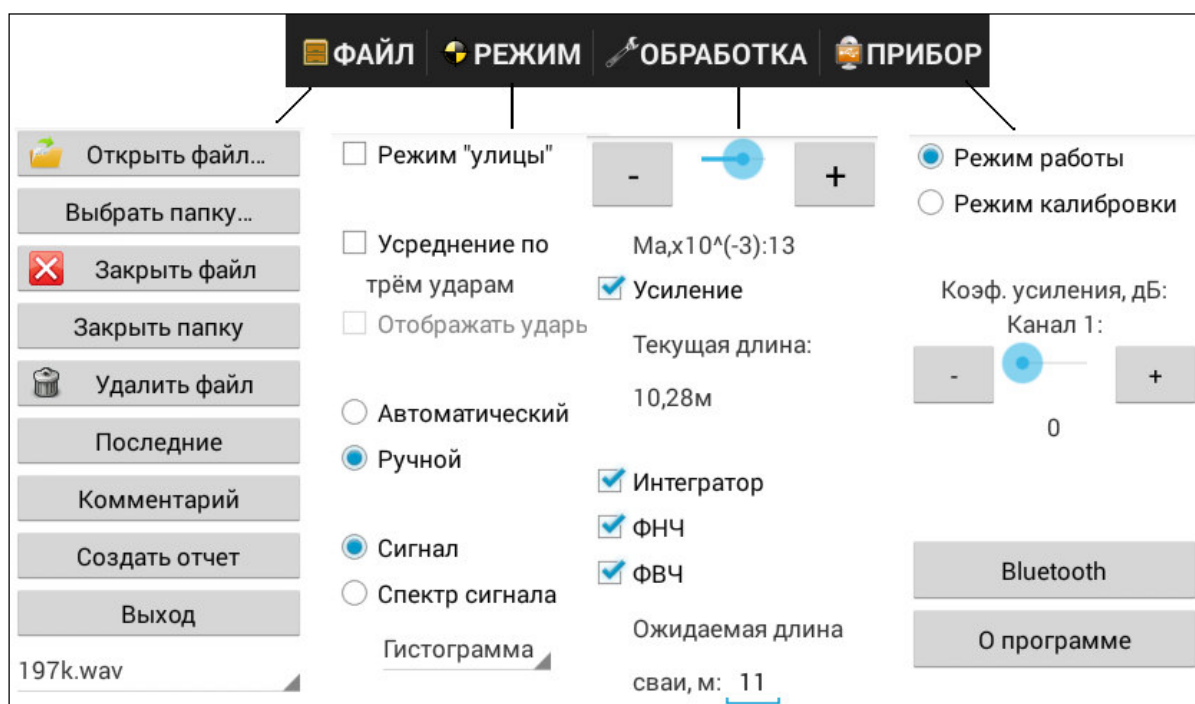 ФАЙЛ РЕЖИМ ОБРАБОТКА ПРИБОР
Открыть файл...
Выбрать папку...
Закрыть файл
Закрыть папку
Удалить файл
Последние
Комментарий
Создать отчет
Выход
197k.wav
Режим "улицы"
Усреднение по
трём ударам
Отображать удары
Автоматический
Ручной
Сигнал
Спектр сигнала
Гистограмма
- +
Ma,x10^(-3):13
Усиление
Текущая длина:
10,28м
Интегратор
ФНЧ
ФВЧ
Ожидаемая длина
сваи, м: 11
Режим работы
Режим калибровки
Коэф. усиления, дБ:
Канал 1:
- +
0
Bluetooth
О программе